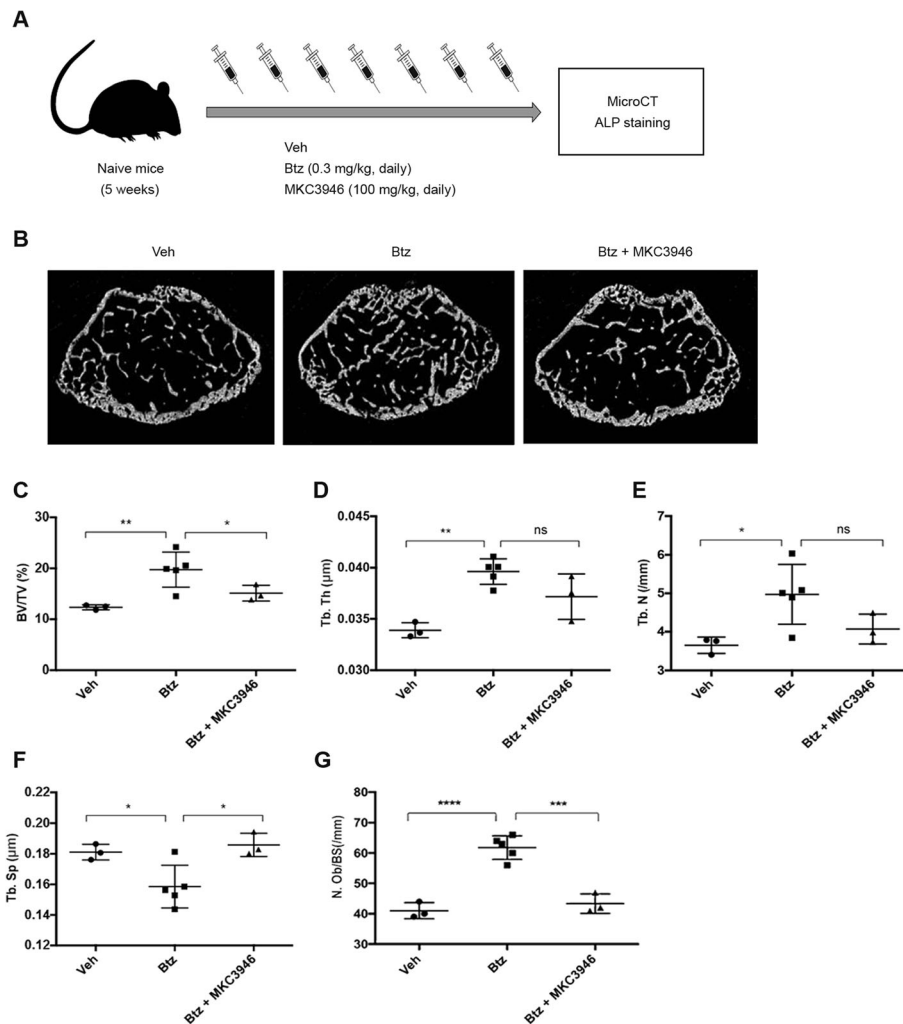 A
Naive mice
(5 weeks)
Veh
Btz (0.3 mg/kg, daily)
MKC3946 (100 mg/kg, daily)
MicroCT
ALP staining
B
Veh
Btz
Btz + MKC3946
C
BV/TV (%)
30
20
10
0
**
*
Veh
Btz
Btz + MKC3946
D
Tb. Th (µm)
0.045
0.040
0.035
0.030
**
ns
Veh
Btz
Btz + MKC3946
E
Tb. N (/mm)
7
6
5
4
3
*
ns
Veh
Btz
Btz + MKC3946
F
Tb. Sp (µm)
0.22
0.20
0.18
0.16
0.14
0.12
*
*
Veh
Btz
Btz + MKC3946
G
N. Ob/BS(/mm)
80
70
60
50
40
30
****
***
Veh
Btz
Btz + MKC3946